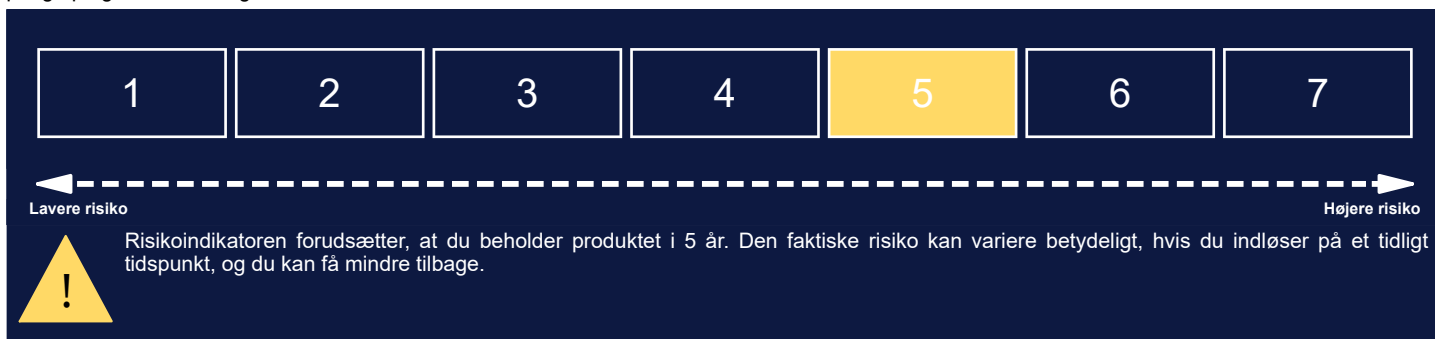 1 2 3 4 5 6 7
Lavere risiko Højere risiko
Risikoindikatoren forudsætter, at du beholder produktet i 5 år. Den faktiske risiko kan variere betydeligt, hvis du indløser på et tidligt
tidspunkt, og du kan få mindre tilbage.
!